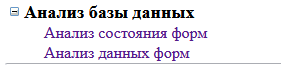 Анализ базы данных
Анализ состояния форм
Анализ данных форм